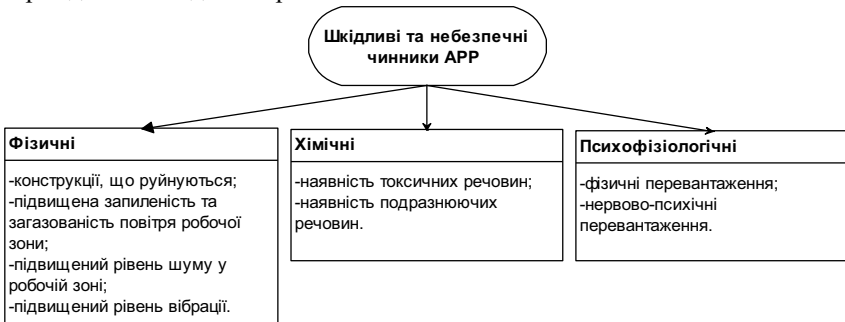 Шкідливі та небезпечні
чинники АРР
Фізичні
-конструкції, що руйнуються;
-підвищена запиленість та
загазованість повітря робочої
зони;
-підвищений рівень шуму у
робочій зоні;
-підвищений рівень вібрації.
Хімічні
-наявність токсичних речовин;
-наявність подразнюючих
речовин.
Психофізіологічні
-фізичні перевантаження;
-нервово-психічні
перевантаження.